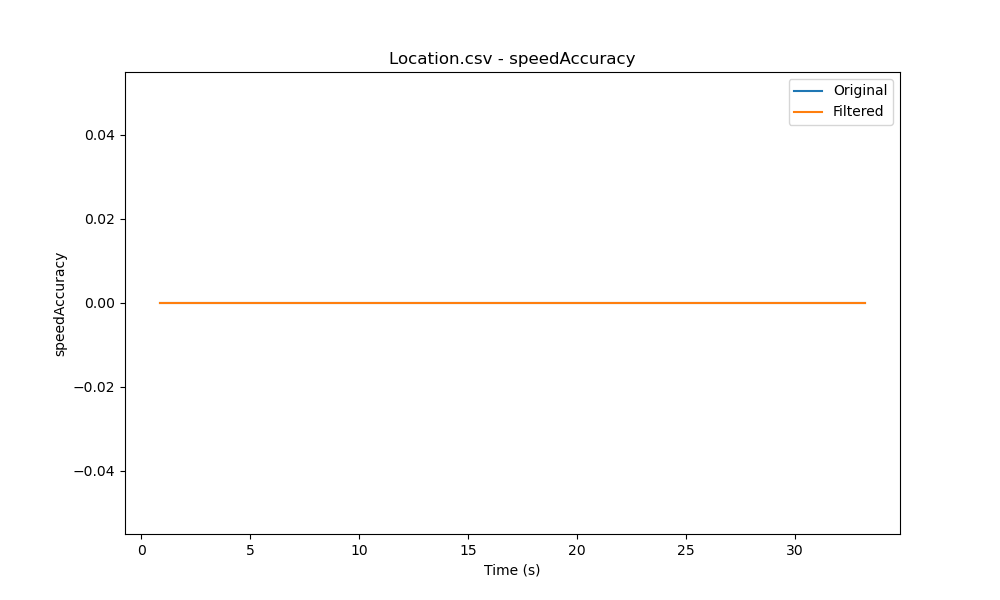 Location.csv - speedAccuracy
Original
Filtered
0.04
0.02
0.00
−0.02
−0.04
speedAccuracy
0 5 10 15 20 25 30
Time (s)